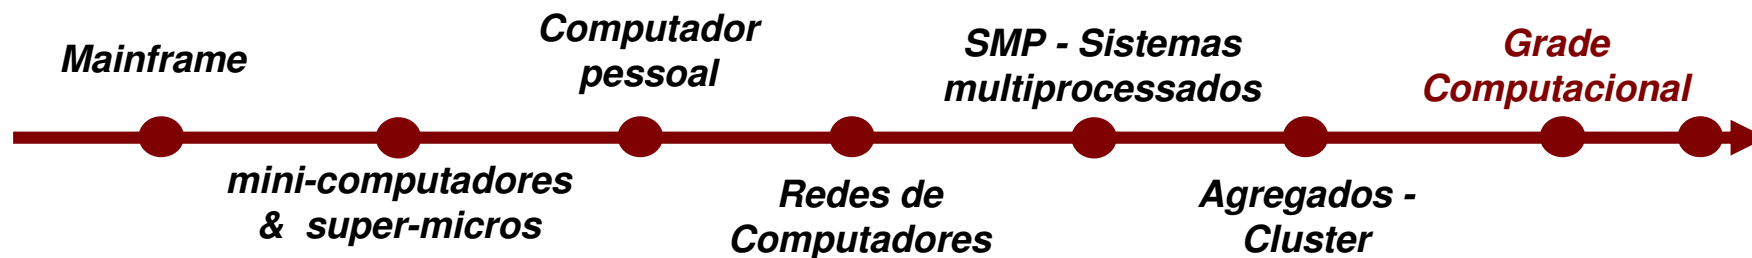 Mainframe
mini-computadores
&  super-micros
Computador
pessoal
Redes de
Computadores
SMP - Sistemas
multiprocessados
Agregados -
Cluster
Grade
Computacional